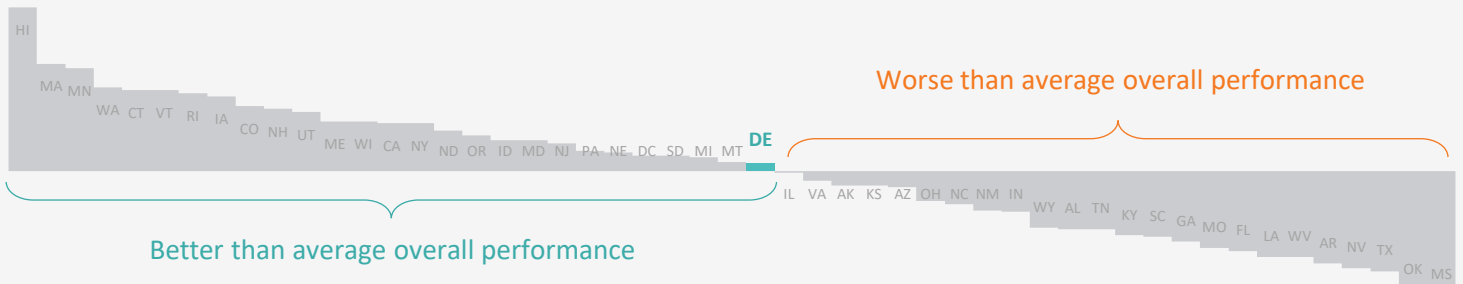 HI
MA
MN
WA
CT
VT
RI
IA
CO
NH
UT
ME
WI
CA
NY
ND
OR
ID
MD
NJ
PA
NE
DC
SD
MI
MT
DE
Worse than average overall performance
IL
VA
AK
KS
AZ
OH
NC
NM
IN
WY
AL
TN
KY
SC
GA
MO
FL
LA
WV
AR
NV
TX
OK
MS
Better than average overall performance